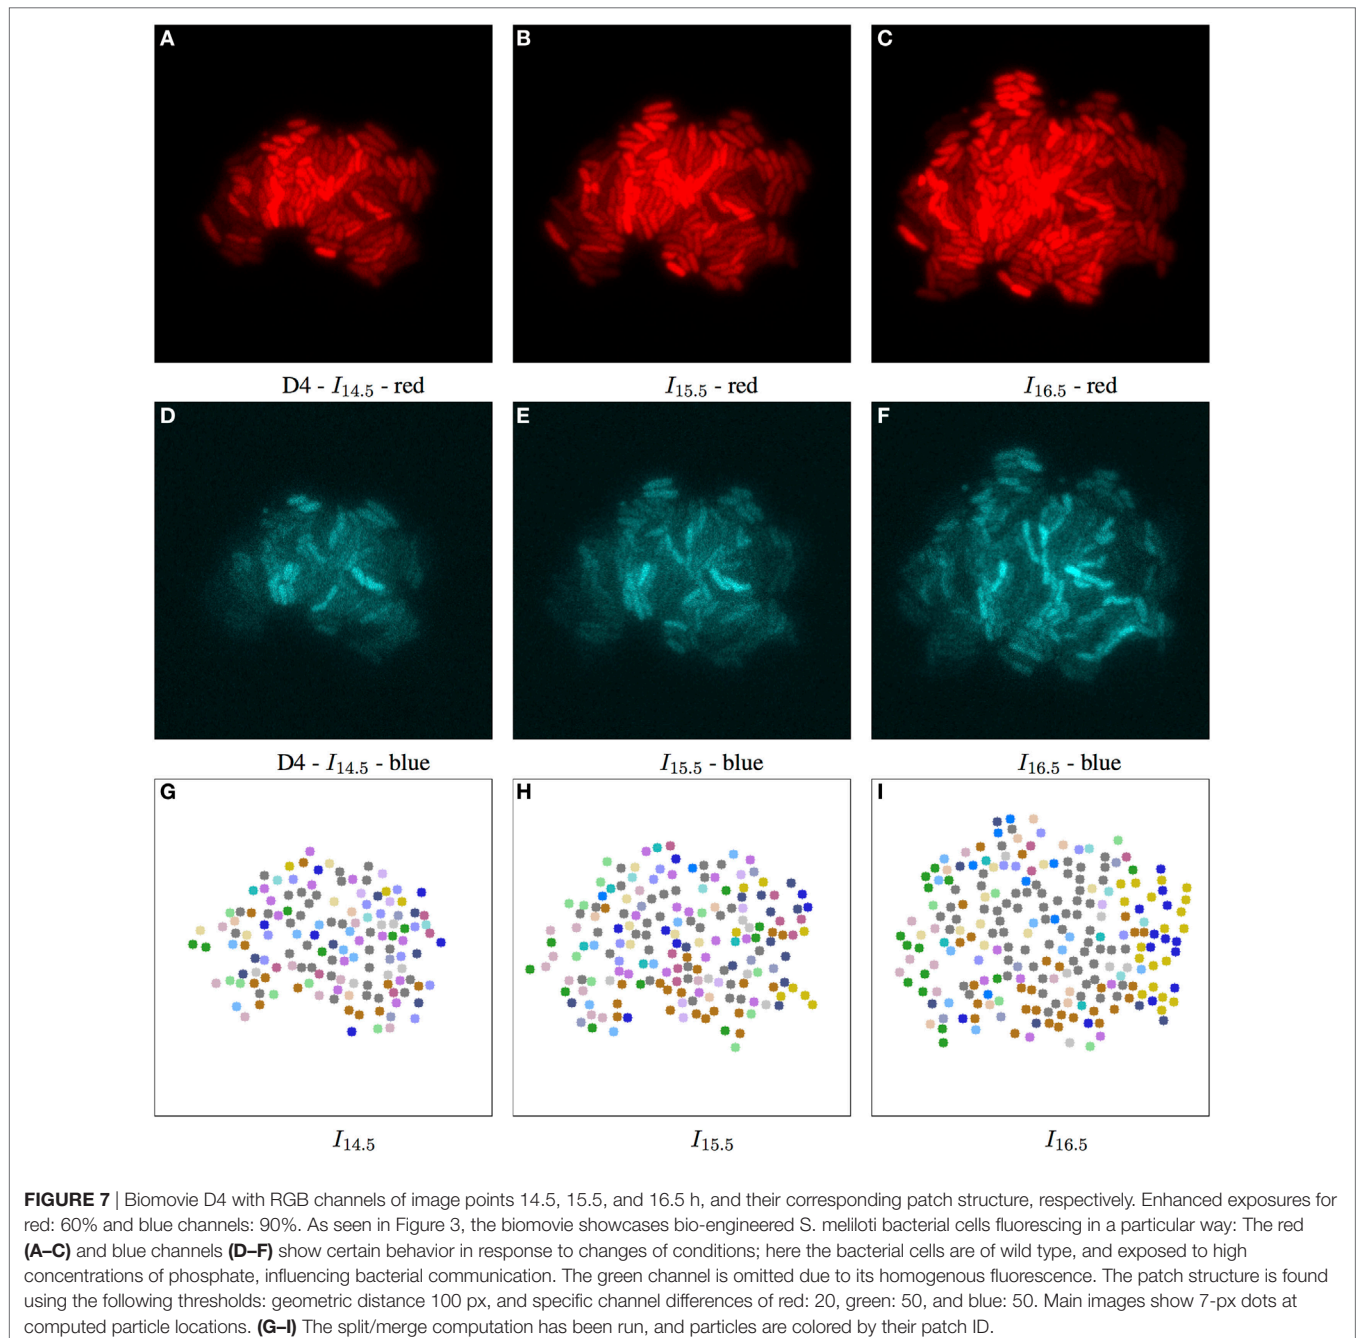 A
B
C
D4 - I14.5 - red
I15.5 - red
I16.5 - red
D
E
F
D4 - I14.5 - blue
I15.5 - blue
I16.5 - blue
G
H
I
I14.5
I15.5
I16.5
FIGURE 7 | Biomovie D4 with RGB channels of image points 14.5, 15.5, and 16.5 h, and their corresponding patch structure, respectively. Enhanced exposures for
red: 60% and blue channels: 90%. As seen in Figure 3, the biomovie showcases bio-engineered S. meliloti bacterial cells fluorescing in a particular way: The red
(A–C) and blue channels (D–F) show certain behavior in response to changes of conditions; here the bacterial cells are of wild type, and exposed to high
concentrations of phosphate, influencing bacterial communication. The green channel is omitted due to its homogenous fluorescence. The patch structure is found
using the following thresholds: geometric distance 100 px, and specific channel differences of red: 20, green: 50, and blue: 50. Main images show 7-px dots at
computed particle locations. (G–I) The split/merge computation has been run, and particles are colored by their patch ID.